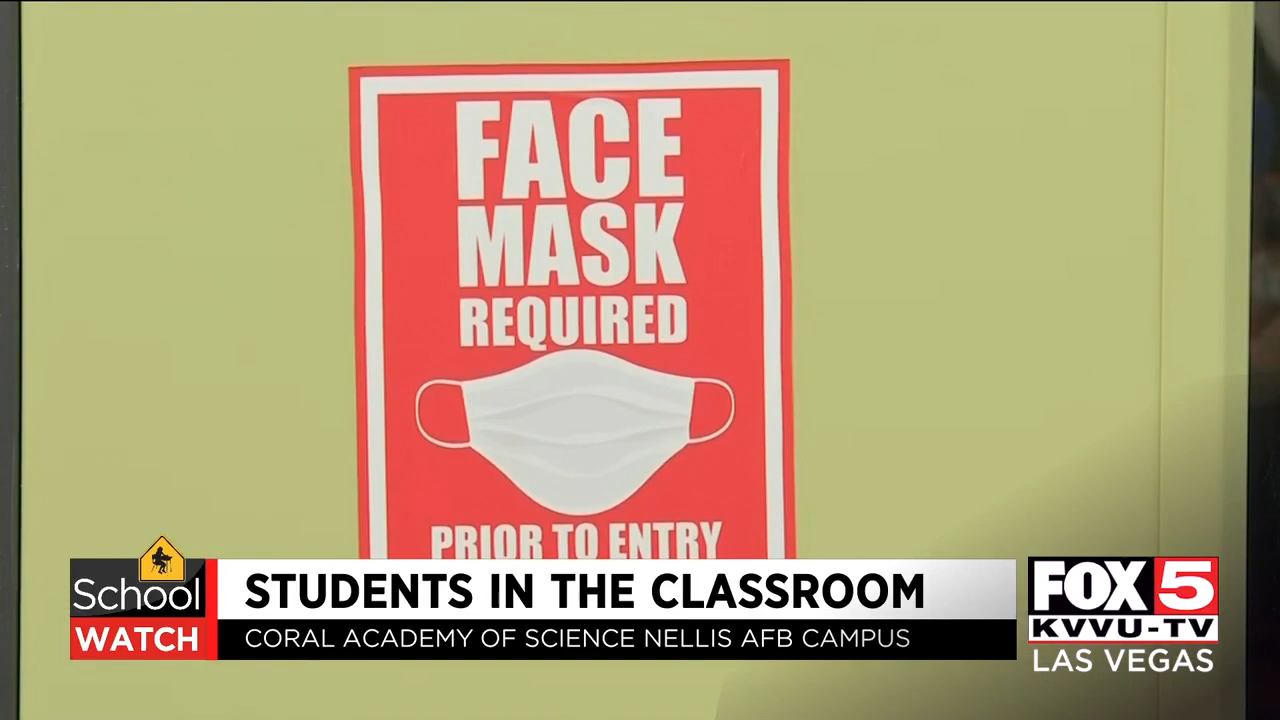 FACE
MASK
REQUIRED
PRIOR TO ENTRY
School
WATCH
STUDENTS IN THE CLASSROOM
CORAL ACADEMY OF SCIENCE NELLIS AFB CAMPUS
FOX 5
KVVU-TV
LAS VEGAS